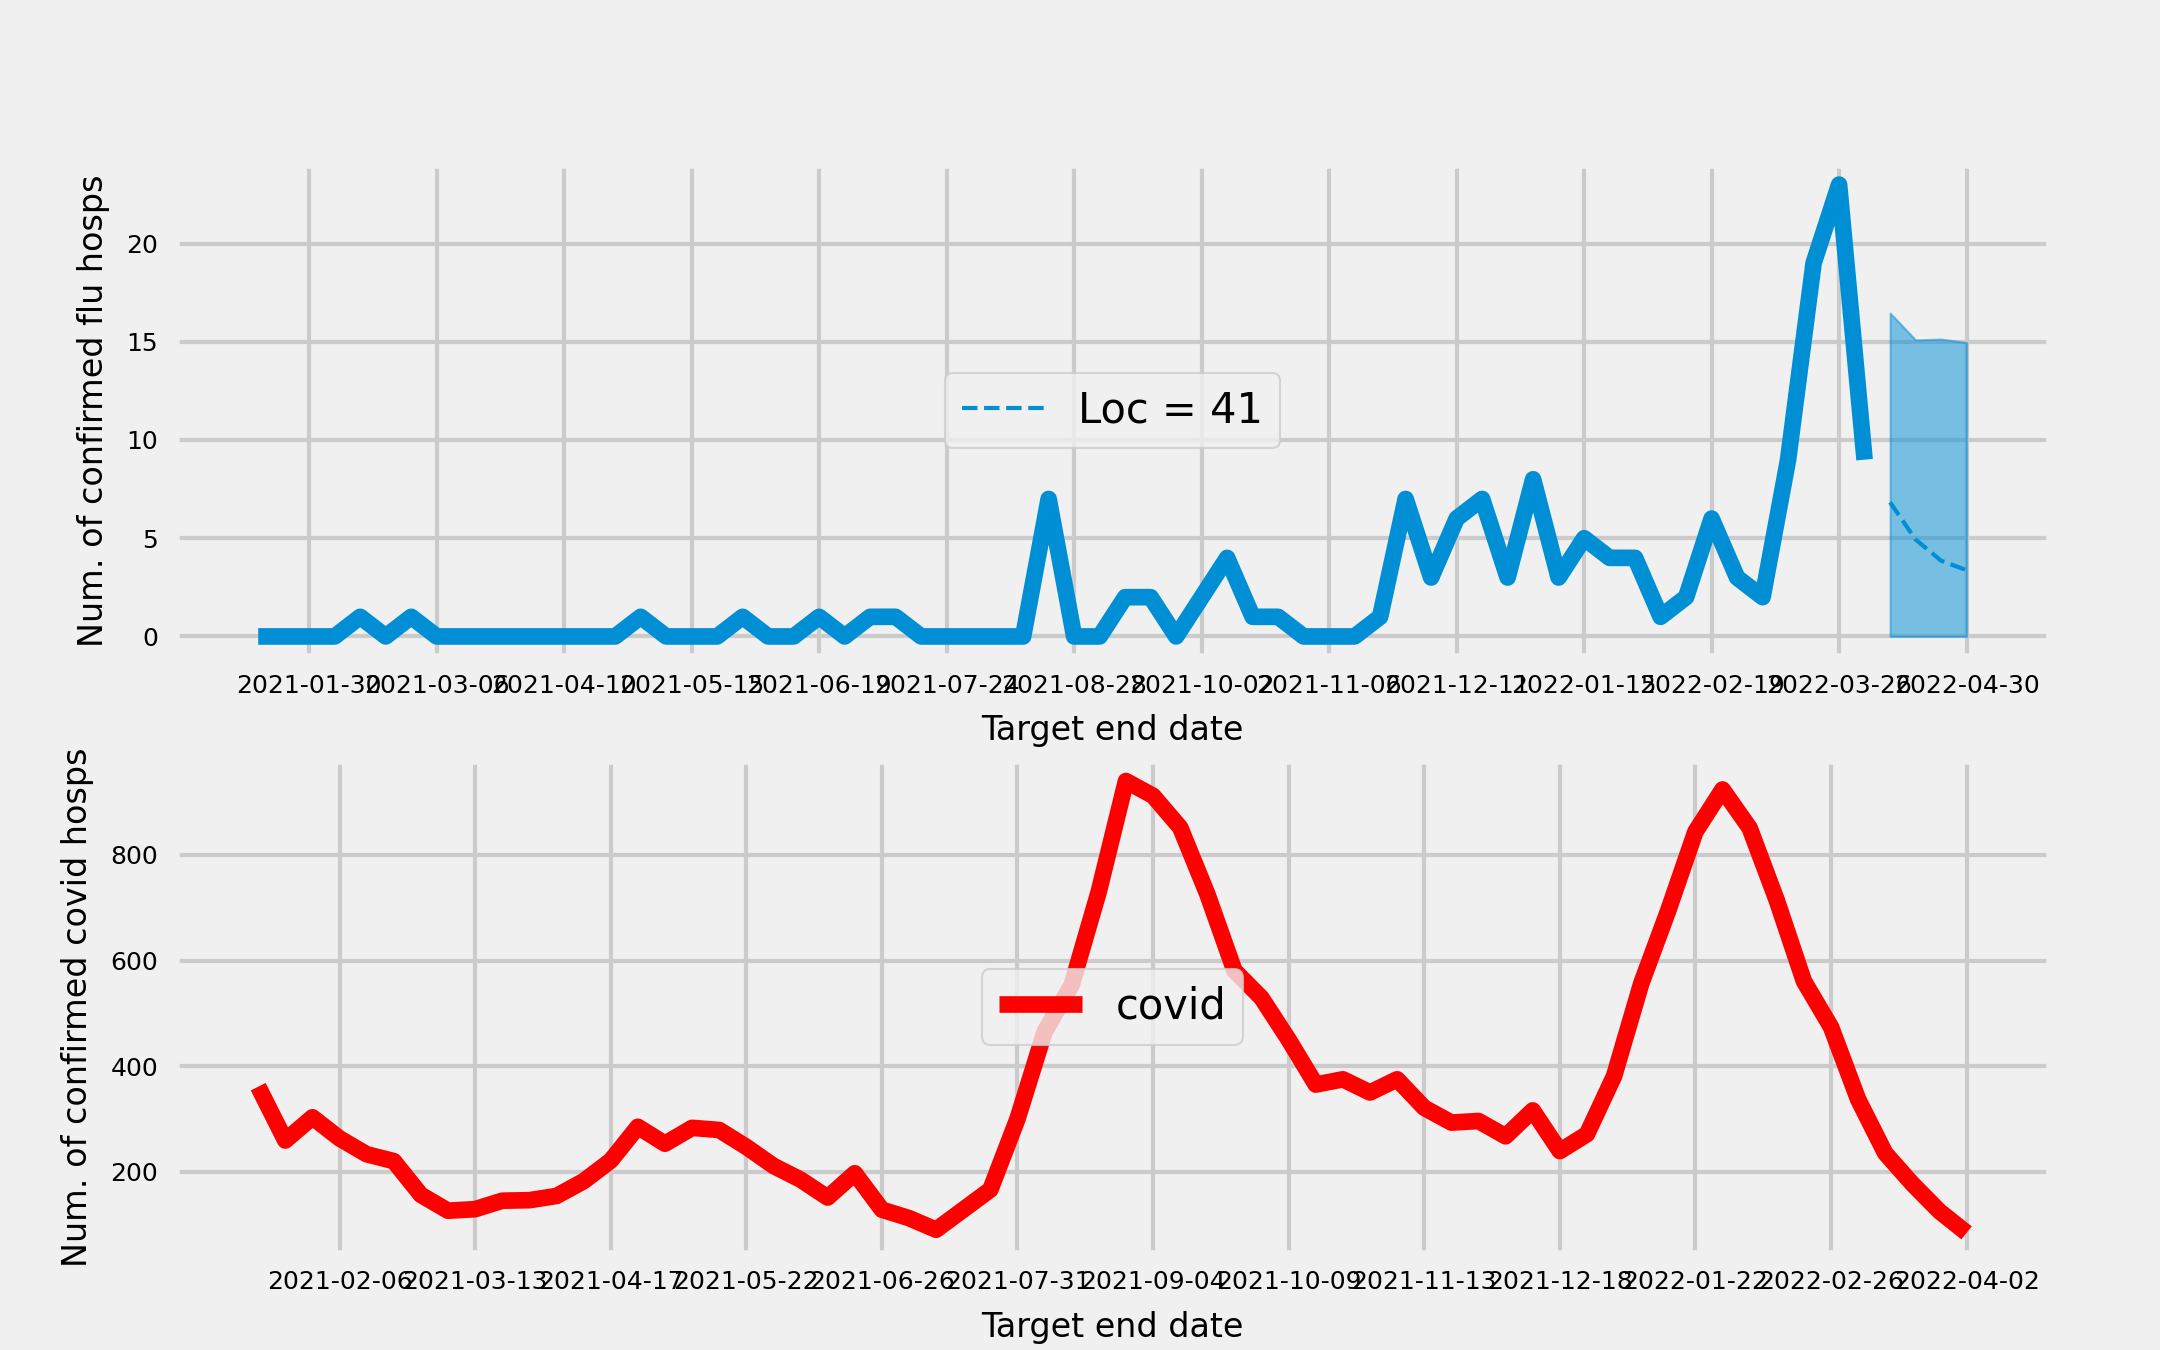 Num. of confirmed flu hosps
20
15
10
5
0
Loc = 41
2021-01-30 2021-03-06 2021-04-10 2021-05-15 2021-06-19 2021-07-24 2021-08-28 2021-10-02 2021-11-06 2021-12-11 2022-01-15 2022-02-19 2022-03-26 2022-04-30
Target end date
Num. of confirmed covid hosps
800
600
400
200
covid
2021-02-06 2021-03-13 2021-04-17 2021-05-22 2021-06-26 2021-07-31 2021-09-04 2021-10-09 2021-11-13 2021-12-18 2022-01-22 2022-02-26 2022-04-02
Target end date